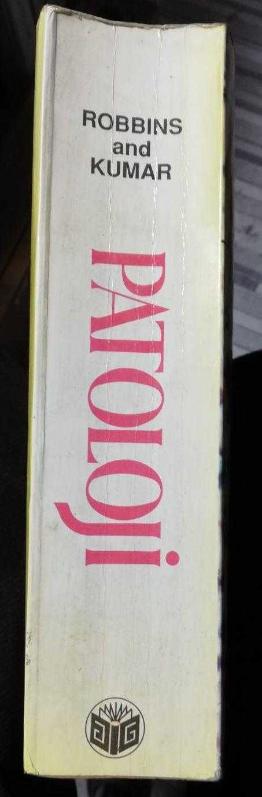 ROBBINS
and
KUMAR
PATOLOJİ